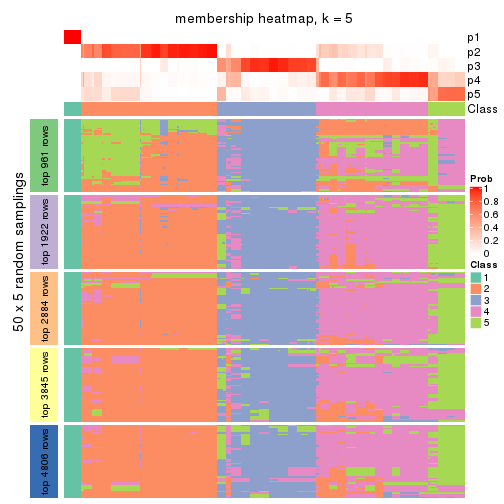 membership heatmap, k = 5
p1
p2
p3
p4
p5
Class
50 x 5 random samplings
top 961 rows
top 1922 rows
top 2884 rows
top 3845 rows
top 4806 rows
Prob
1
0.8
0.6
0.4
0.2
0
Class
1
2
3
4
5